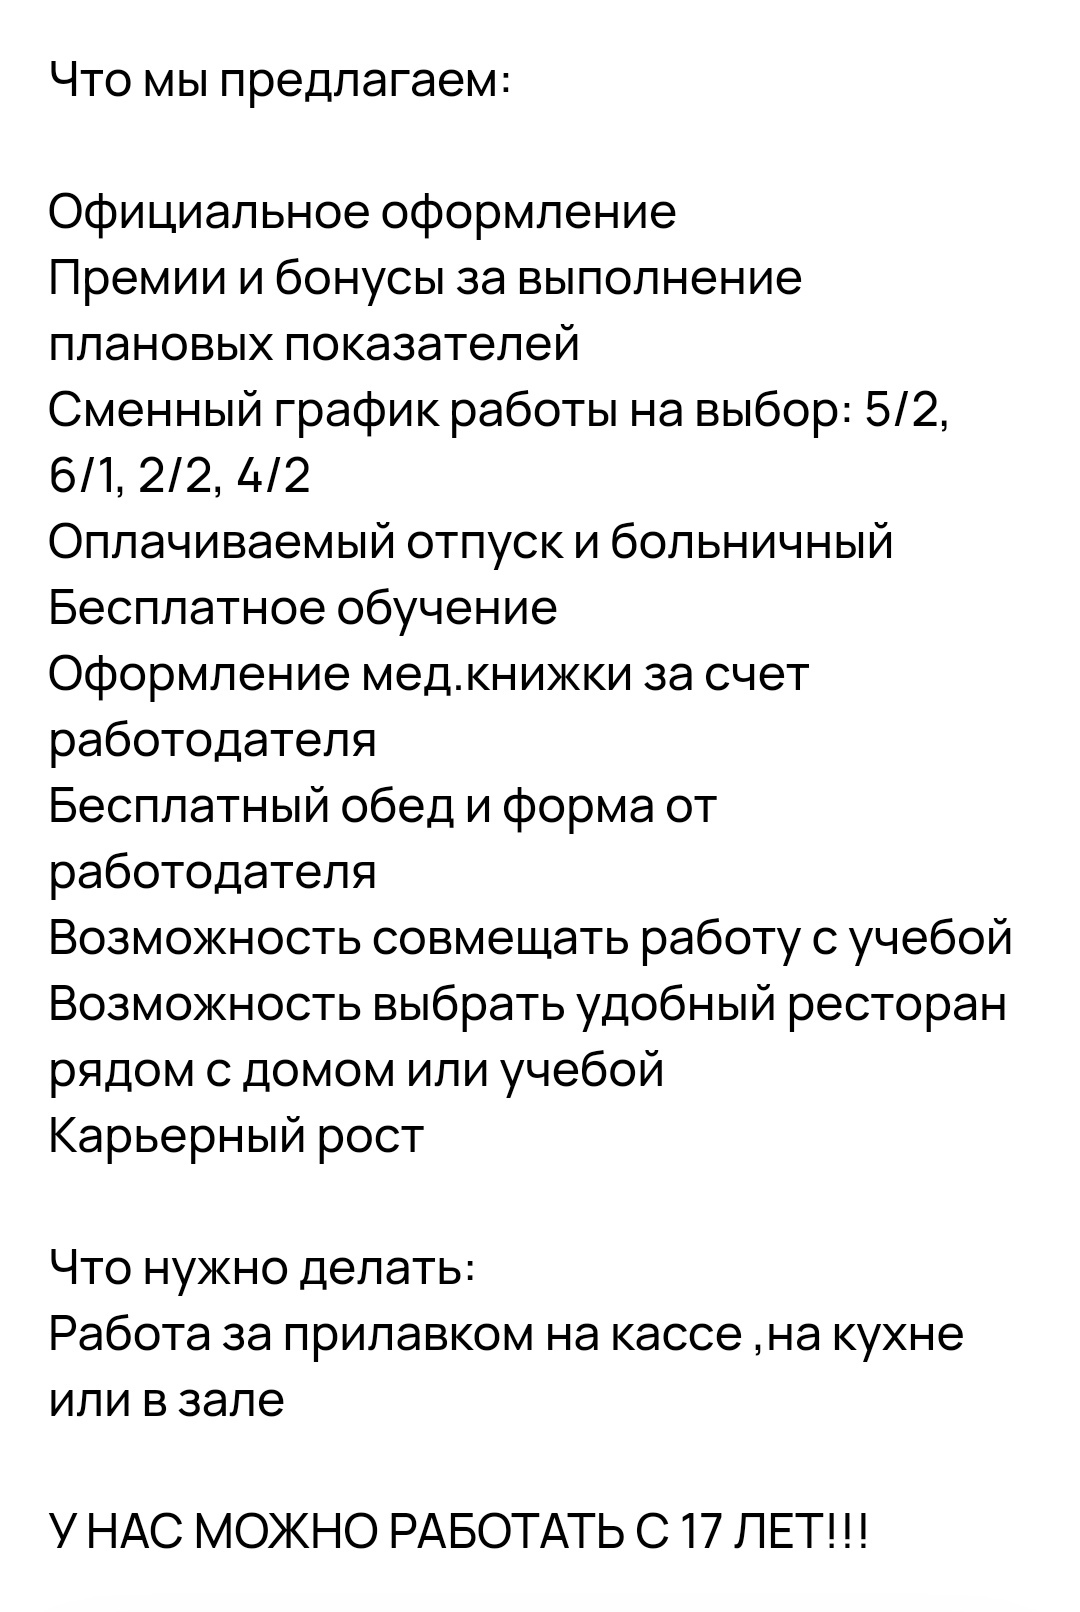 Что мы предлагаем:
Официальное оформление
Премии и бонусы за выполнение
плановых показателей
Сменный график работы на выбор: 5/2,
6/1, 2/2, 4/2
Оплачиваемый отпуск и больничный
Бесплатное обучение
Оформление мед.книжки за счет
работодателя
Бесплатный обед и форма от
работодателя
Возможность совмещать работу с учебой
Возможность выбрать удобный ресторан
рядом с домом или учебой
Карьерный рост
Что нужно делать:
Работа за прилавком на кассе ,на кухне
или в зале
У НАС МОЖНО РАБОТАТЬ С 17 ЛЕТ!!!